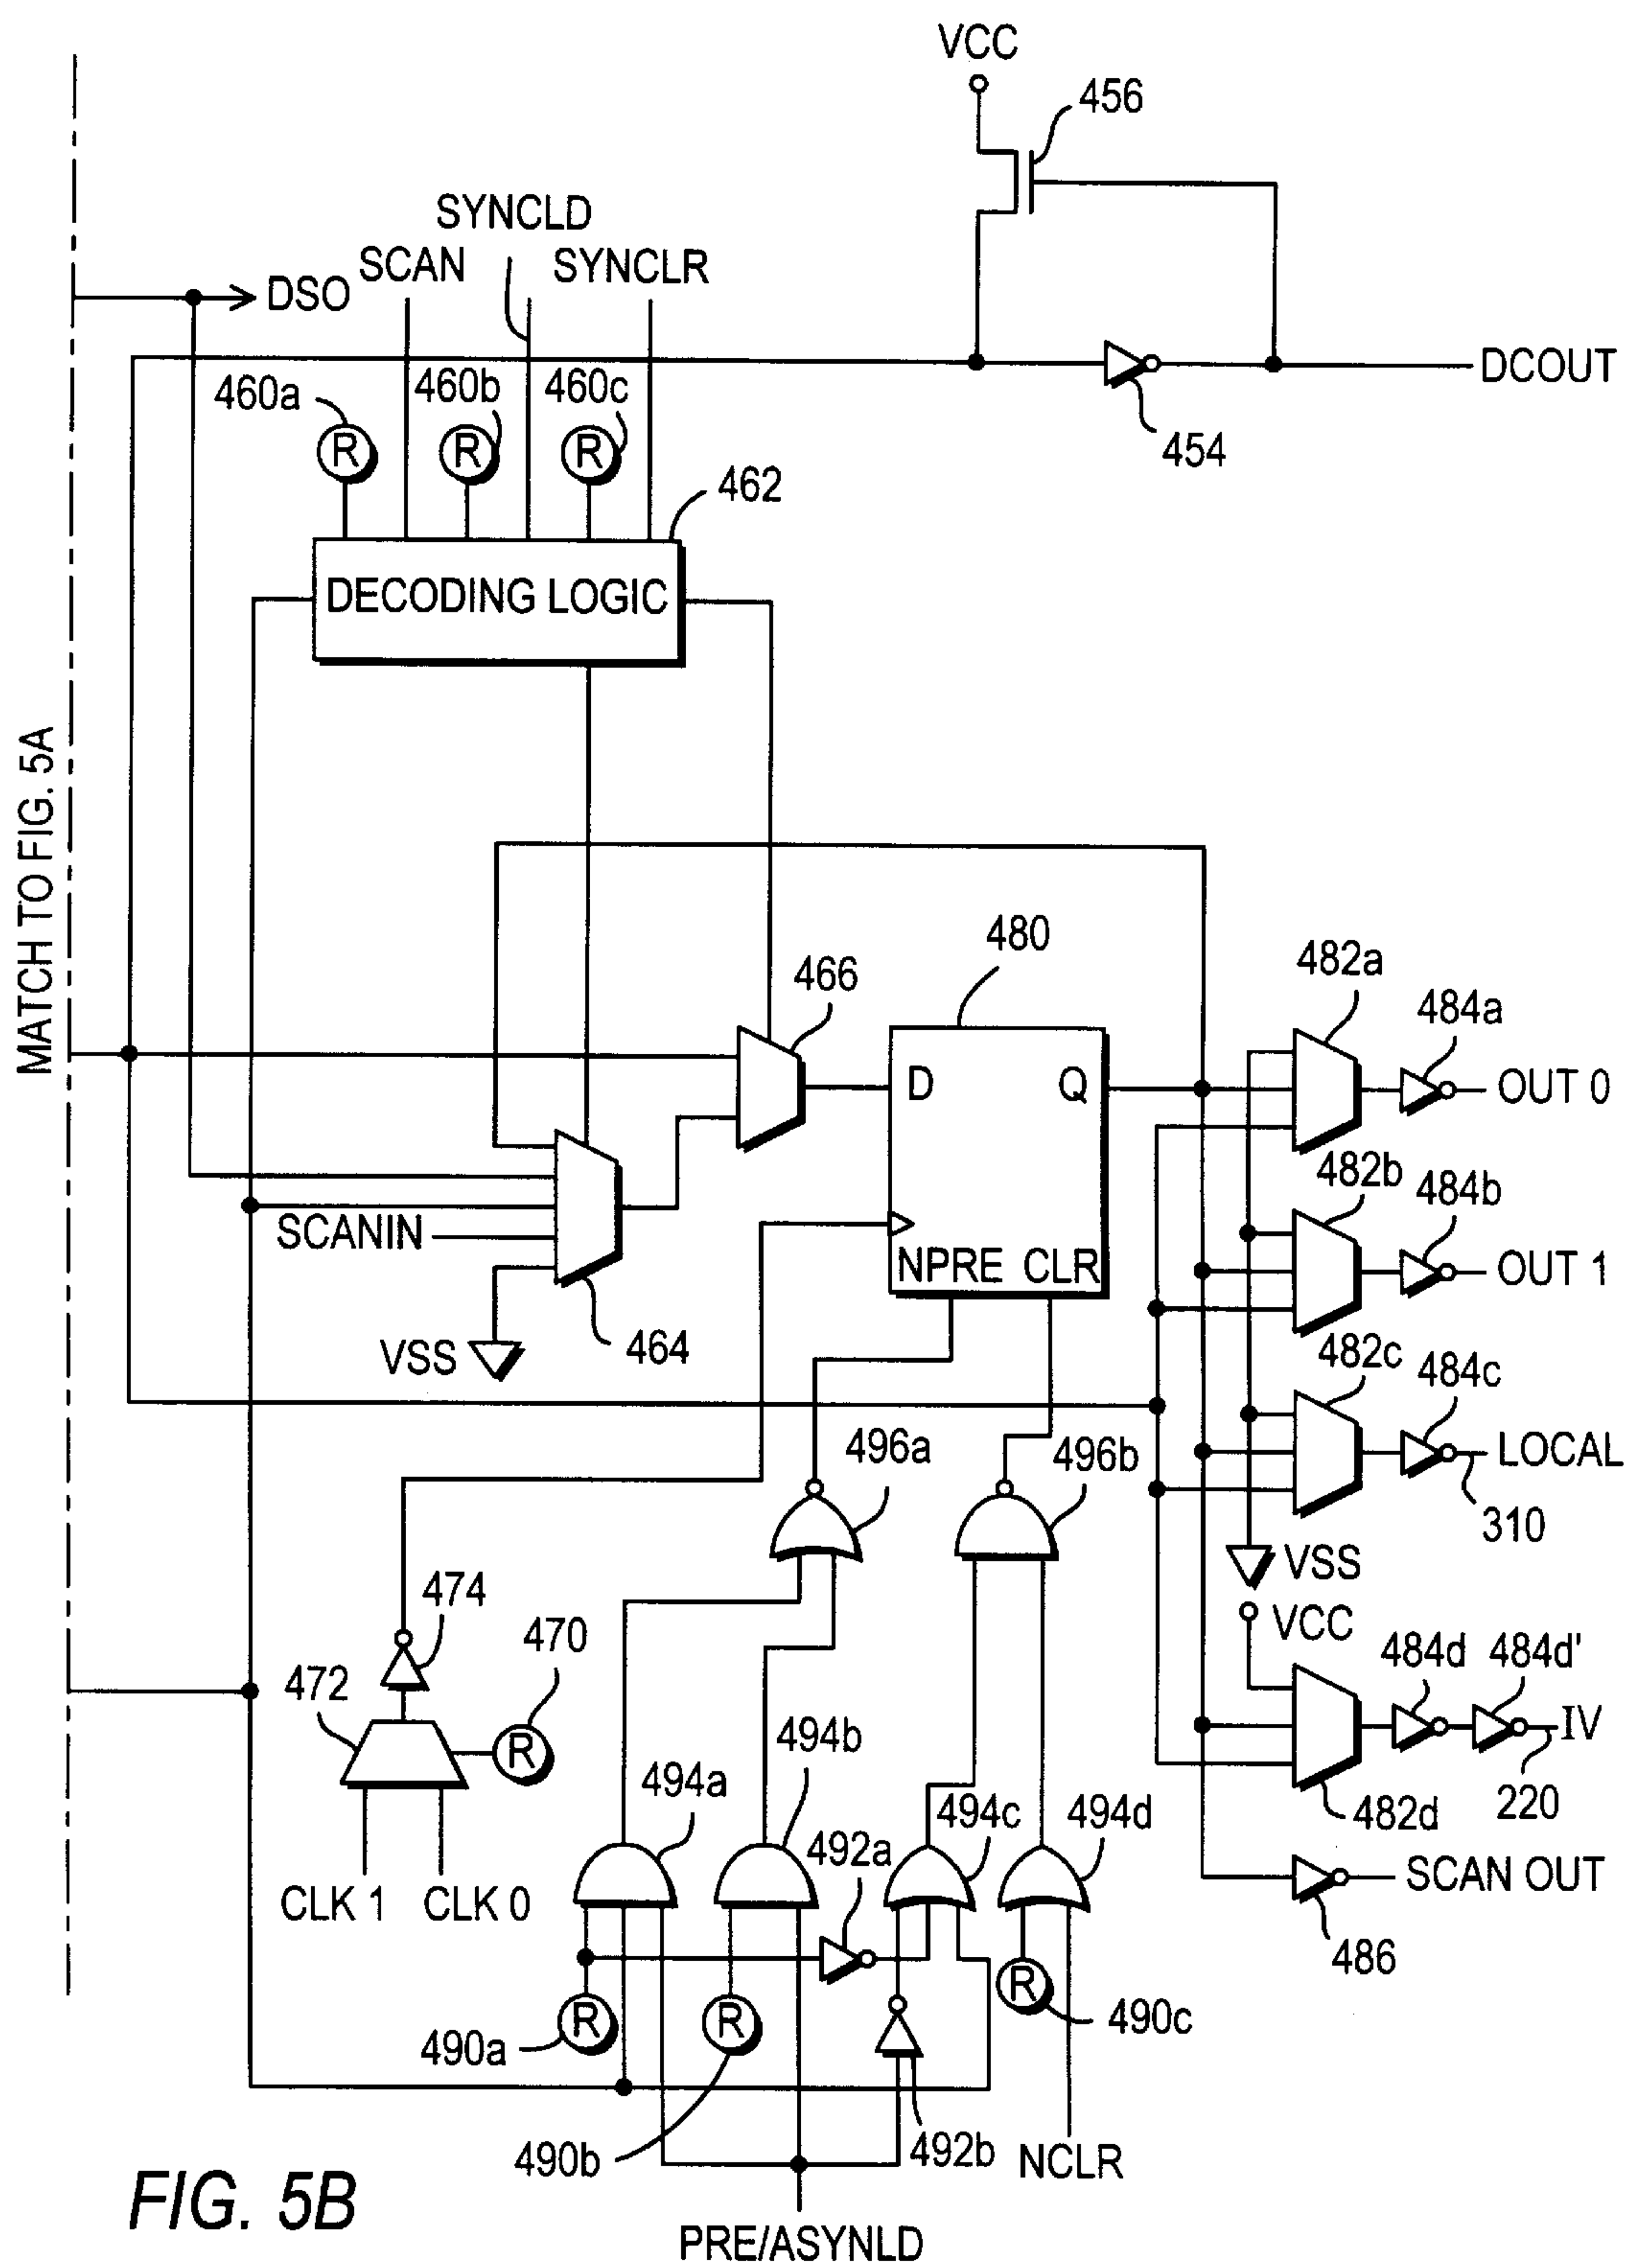 VCC
456
SYNCLD
SCAN
SYNCLR
DSO
DCOUT
460a
460b
460c
R
R
R
454
462
DECODING LOGIC
MATCH TO FIG. 5A
480
466
482a
484a
D
Q
OUT 0
482b
484b
SCANIN
NPRE
CLR
OUT 1
VSS
464
482c
484c
496a
496b
LOCAL
310
474
VSS
470
VCC
472
R
484d
484d'
494b
IV
494a
494c
494d
220
492a
482d
CLK 1
CLK 0
SCAN OUT
486
R
R
R
490a
490c
490b
492b
NCLR
FIG. 5B
PRE/ASYNLD